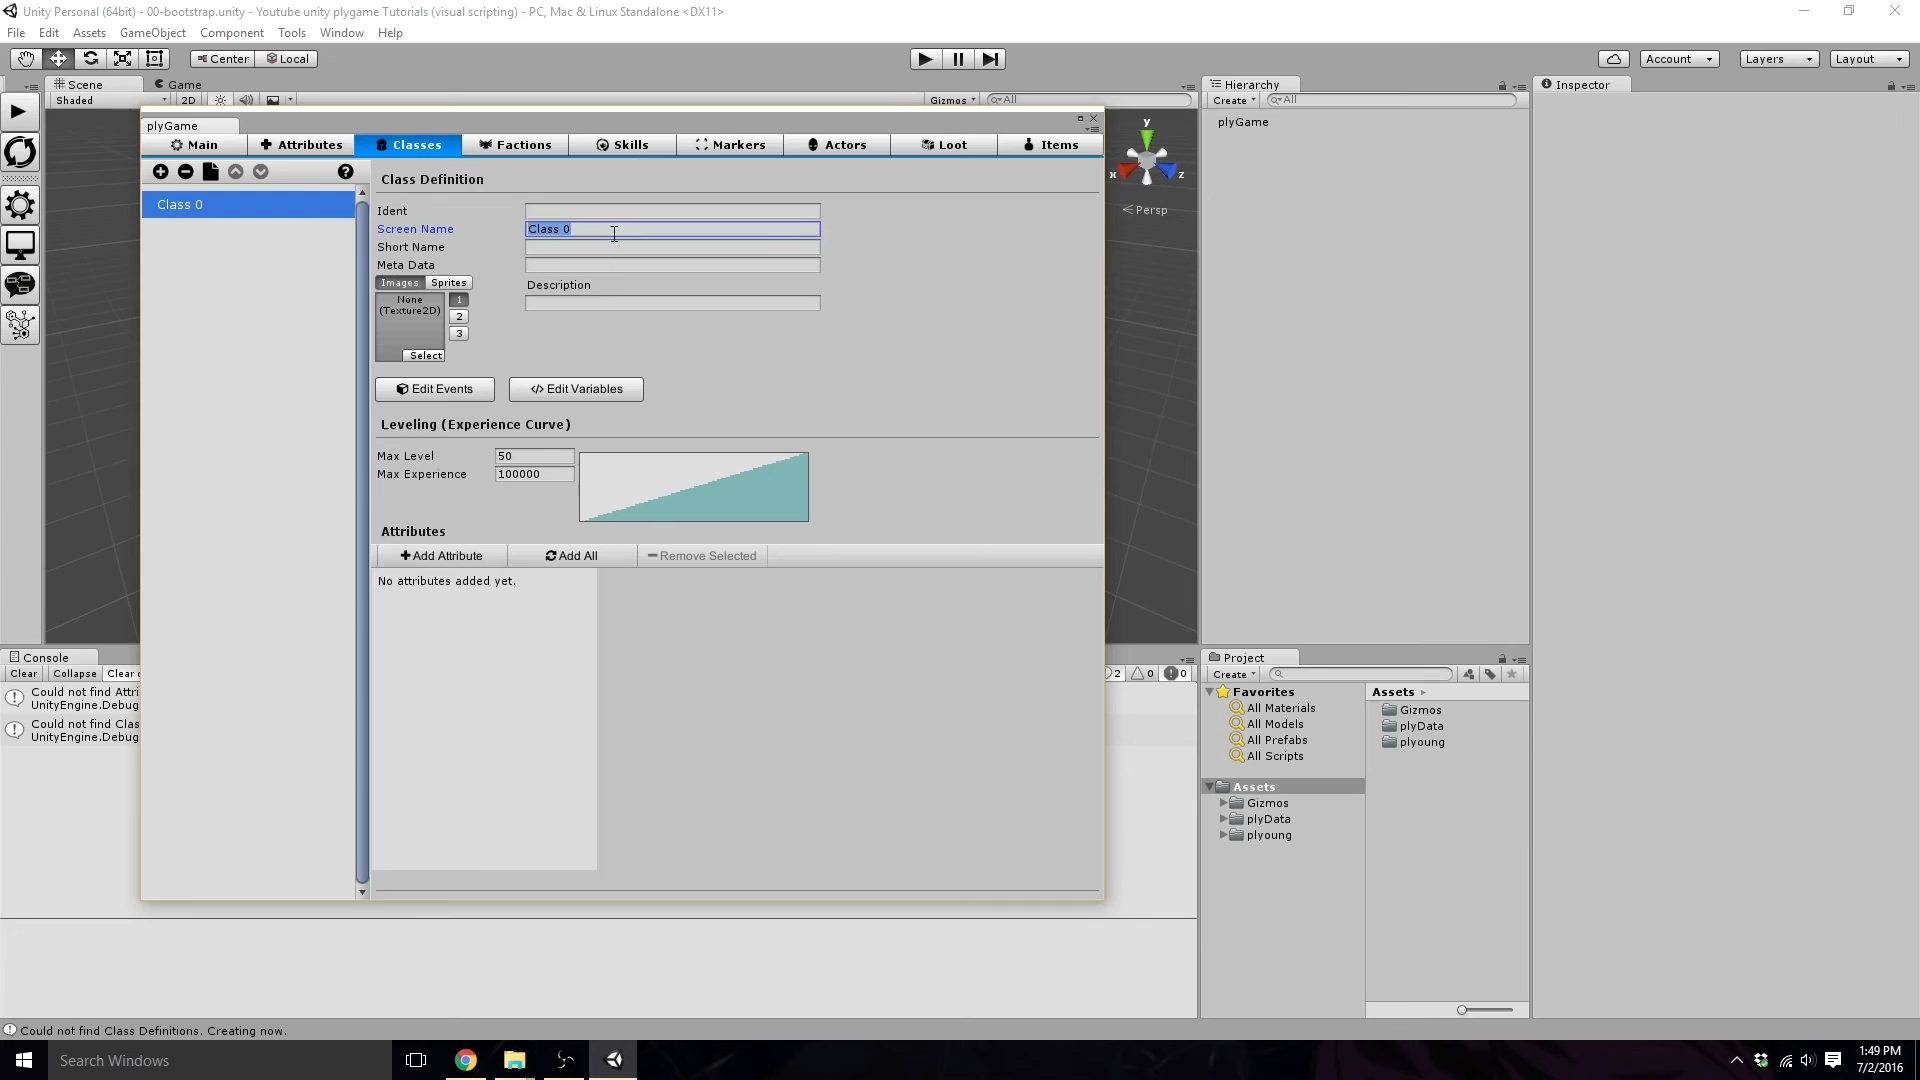 Unity Personal (64bit) - 00-bootstrap.unity - Youtube unity plygame Tutorials (visual scripting) - PC, Mac & Linux Standalone <DX11>
File Edit Assets GameObject Component Tools Window Help
Center Local Account Layers Layout
Scene Game Hierarchy Inspector
Shaded 2D Gizmos All Create All
plyGame
plyGame
Main Attributes Classes Factions Skills Markers Actors Loot Items
Class 0
Class Definition
Ident
Screen Name Class 0
Short Name
Meta Data
Images Sprites Description
None
(Texture2D)
1
2
3
Select
Edit Events </> Edit Variables
Leveling (Experience Curve)
Max Level 50
Max Experience 100000
Attributes
Add Attribute Add All Remove Selected
No attributes added yet.
y
x z
< Persp
Console
Clear Collapse Clear
2 0 0
Could not find Attri
UnityEngine.Debug
Could not find Clas
UnityEngine.Debug
Project
Create
Favorites
All Materials
All Models
All Prefabs
All Scripts
Assets
Gizmos
plyData
plyoung
Assets
Gizmos
plyData
plyoung
Could not find Class Definitions. Creating now.
Search Windows
1:49 PM
7/2/2016